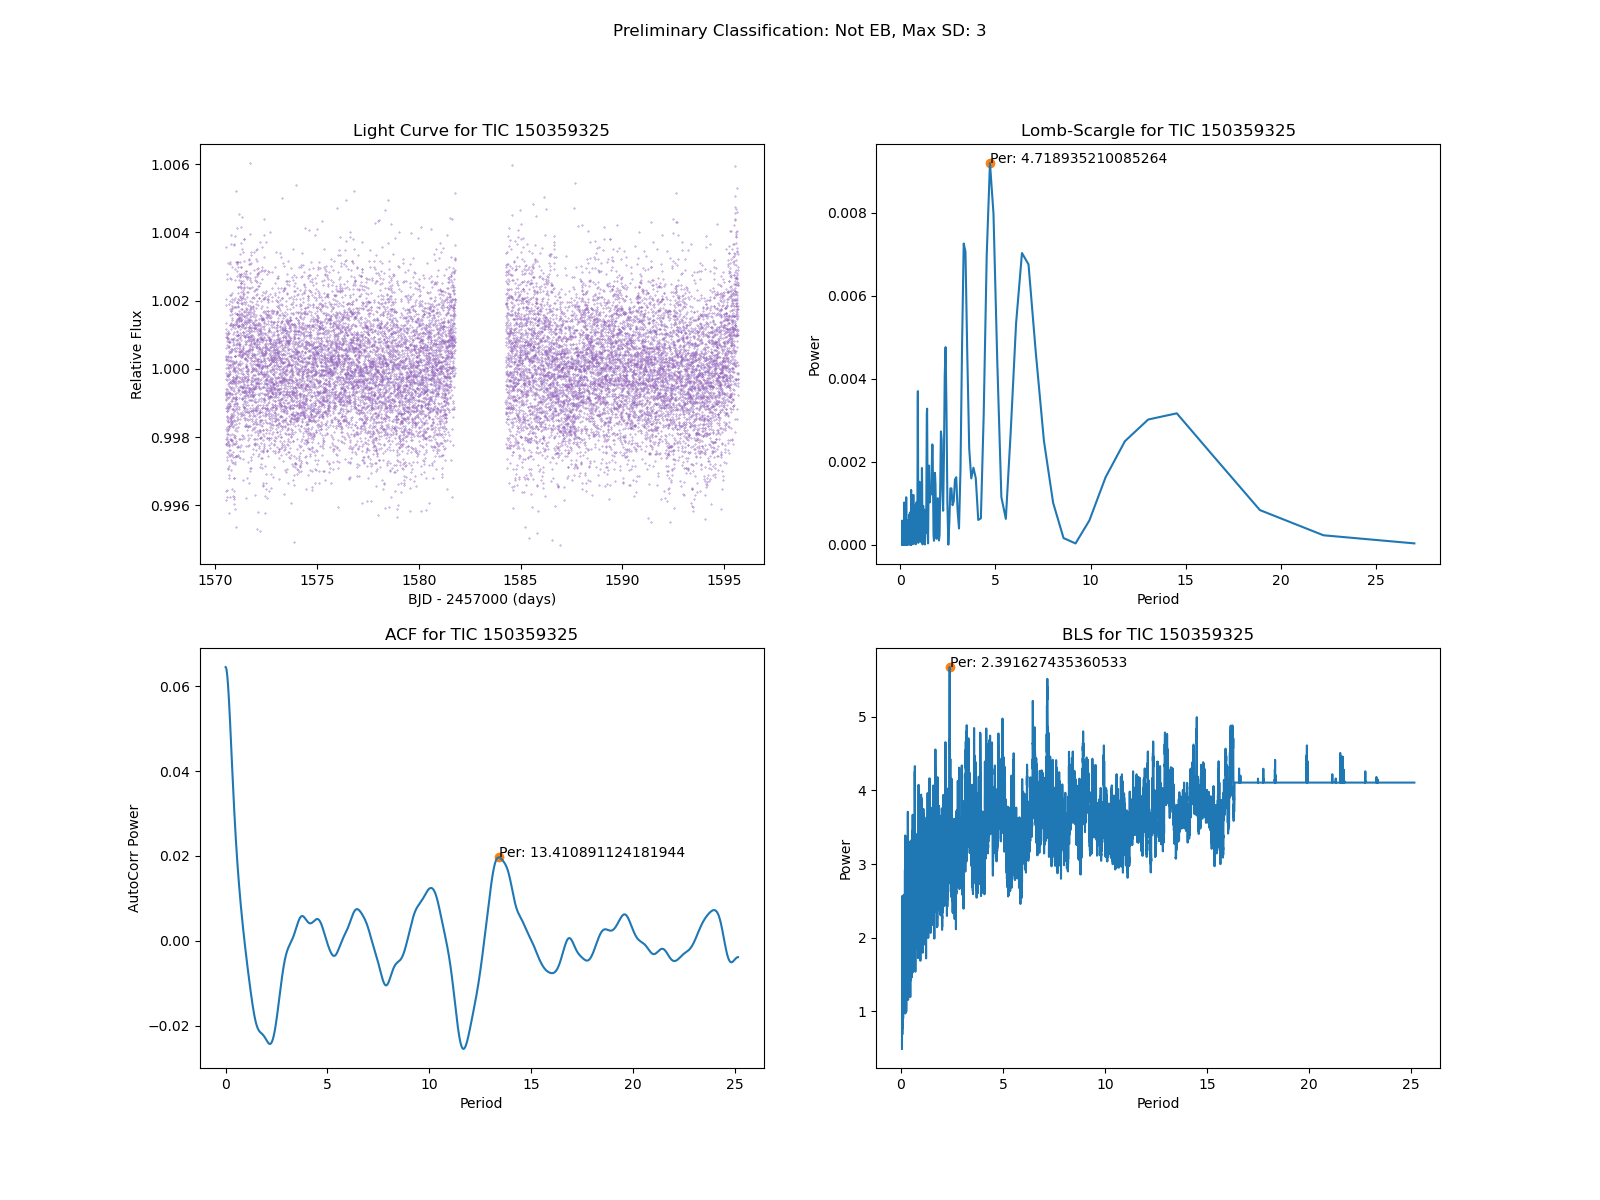 Preliminary Classification: Not EB, Max SD: 3
Light Curve for TIC 150359325
1.006
1.004
1.002
1.000
0.998
0.996
Relative Flux
1570
1575
1580
1585
1590
1595
BJD - 2457000 (days)
Lomb-Scargle for TIC 150359325
Per: 4.718935210085264
0.008
0.006
0.004
0.002
0.000
Power
0
5
10
15
20
25
Period
ACF for TIC 150359325
Per: 13.410891124181944
0.06
0.04
0.02
0.00
−0.02
AutoCorr Power
0
5
10
15
20
25
Period
BLS for TIC 150359325
Per: 2.391627435360533
5
4
3
2
1
Power
0
5
10
15
20
25
Period